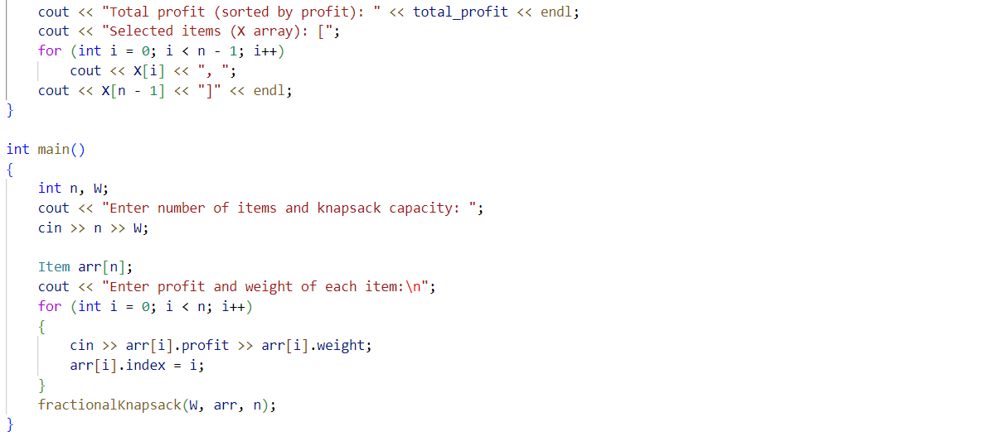 cout << "Total profit (sorted by profit): " << total_profit << endl;
    cout << "Selected items (X array): [";
    for (int i = 0; i < n - 1; i++)
        cout << X[i] << ", ";
    cout << X[n - 1] << "]" << endl;
}

int main()
{
    int n, W;
    cout << "Enter number of items and knapsack capacity: ";
    cin >> n >> W;

    Item arr[n];
    cout << "Enter profit and weight of each item:\n";
    for (int i = 0; i < n; i++)
    {
        cin >> arr[i].profit >> arr[i].weight;
        arr[i].index = i;
    }
    fractionalKnapsack(W, arr, n);
}